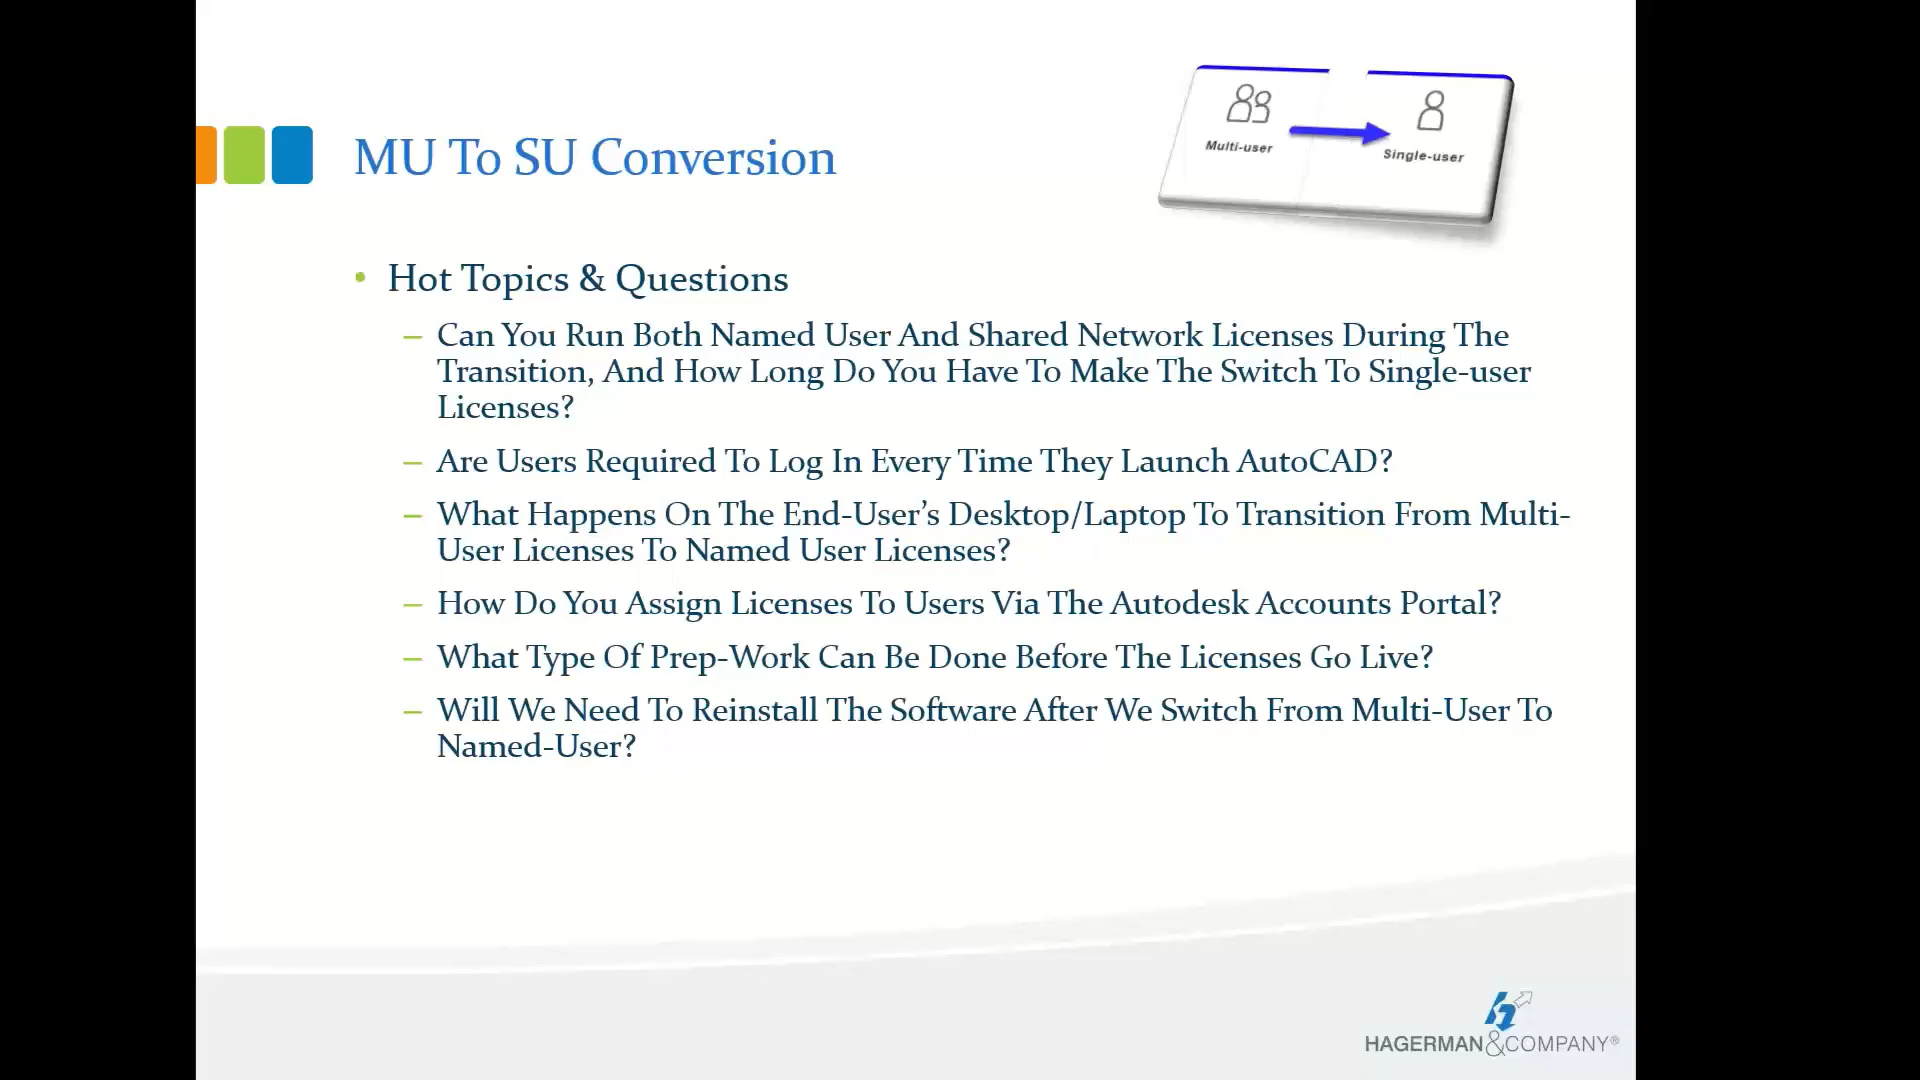 Multi-user
Single-user
MU To SU Conversion
• Hot Topics & Questions
– Can You Run Both Named User And Shared Network Licenses During The
Transition, And How Long Do You Have To Make The Switch To Single-user
Licenses?
– Are Users Required To Log In Every Time They Launch AutoCAD?
– What Happens On The End-User’s Desktop/Laptop To Transition From Multi-
User Licenses To Named User Licenses?
– How Do You Assign Licenses To Users Via The Autodesk Accounts Portal?
– What Type Of Prep-Work Can Be Done Before The Licenses Go Live?
– Will We Need To Reinstall The Software After We Switch From Multi-User To
Named-User?
HAGERMAN&COMPANY®